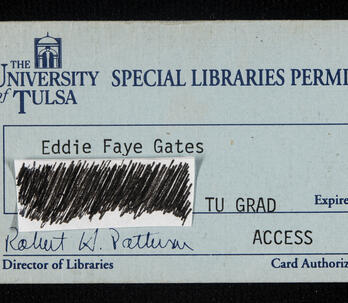 THE
UNIVERSITY
of TULSA
SPECIAL LIBRARIES PERMI
Eddie Faye Gates
TU GRAD
Expire
Robert H. Patterson
ACCESS
Director of Libraries
Card Authoriz